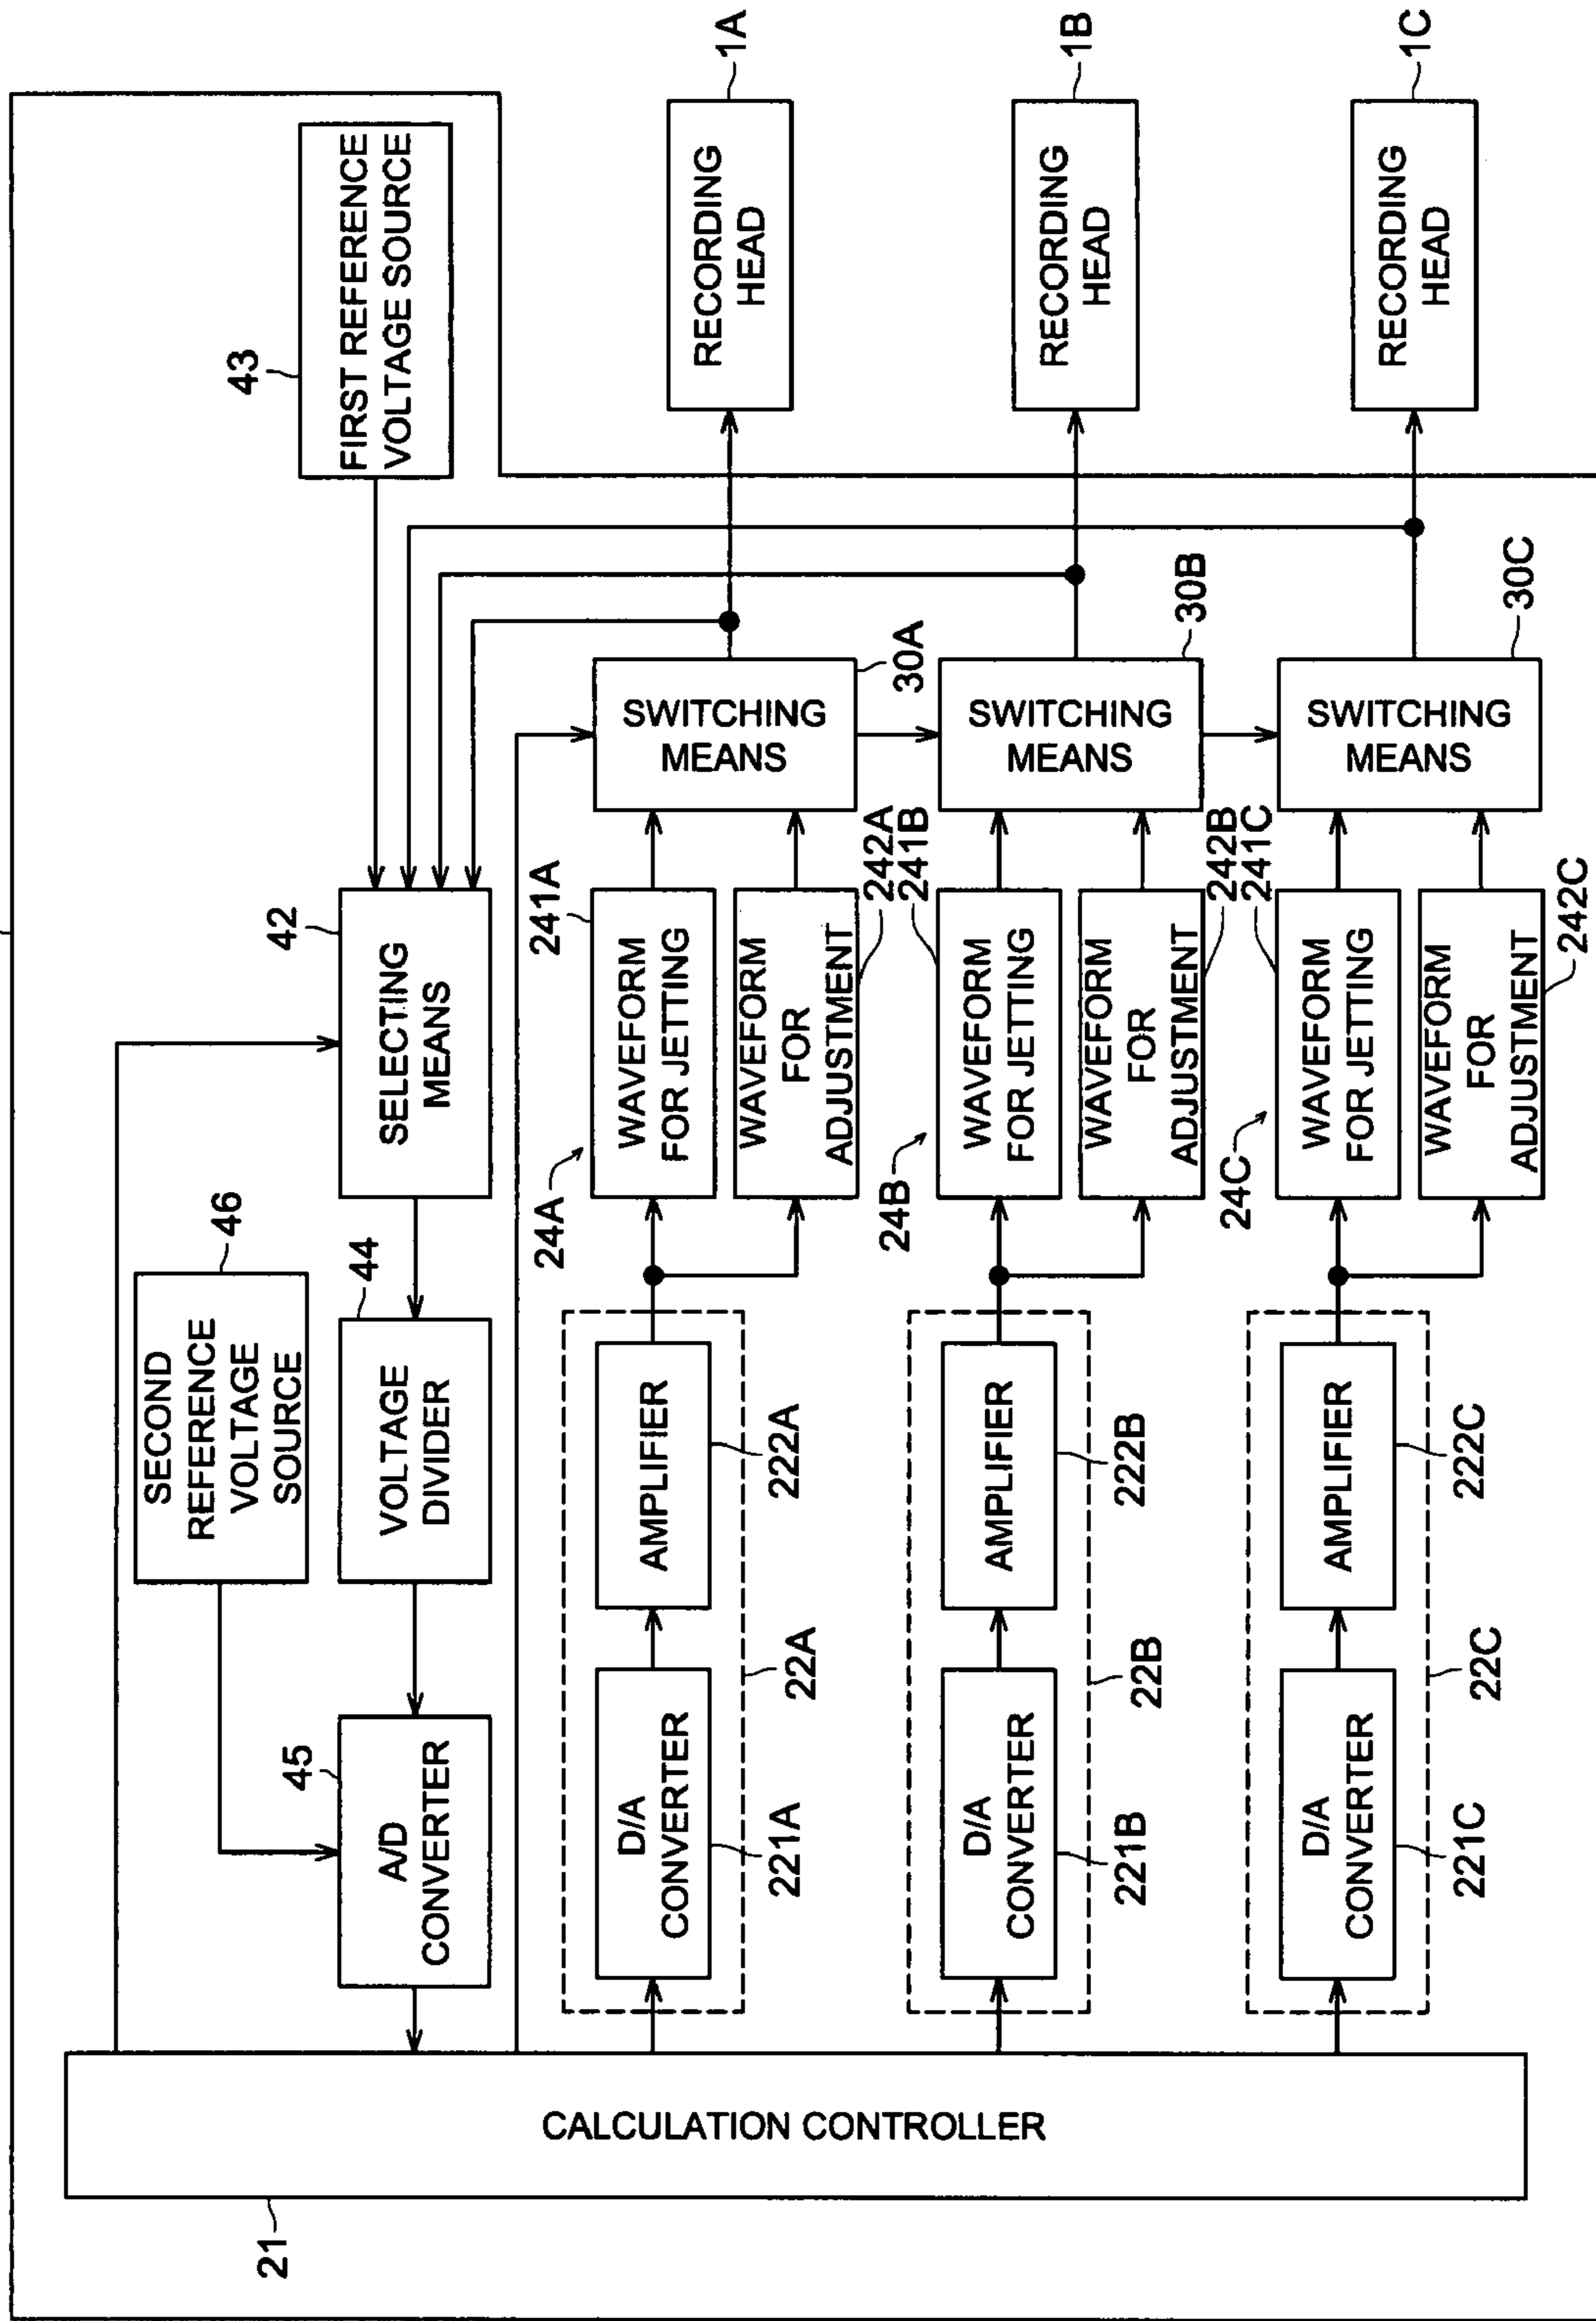 21
CALCULATION CONTROLLER
45
A/D
CONVERTER
46
SECOND
REFERENCE
VOLTAGE
SOURCE
44
VOLTAGE
DIVIDER
42
SELECTING
MEANS
43
FIRST REFERENCE
VOLTAGE SOURCE
D/A
CONVERTER
221A
AMPLIFIER
222A
22A
24A
241A
WAVEFORM
FOR JETTING
WAVEFORM
FOR
ADJUSTMENT
242A
SWITCHING
MEANS
30A
RECORDING
HEAD
1A
D/A
CONVERTER
221B
AMPLIFIER
222B
22B
24B
241B
WAVEFORM
FOR JETTING
WAVEFORM
FOR
ADJUSTMENT
242B
SWITCHING
MEANS
30B
RECORDING
HEAD
1B
D/A
CONVERTER
221C
AMPLIFIER
222C
22C
24C
241C
WAVEFORM
FOR JETTING
WAVEFORM
FOR
ADJUSTMENT
242C
SWITCHING
MEANS
30C
RECORDING
HEAD
1C